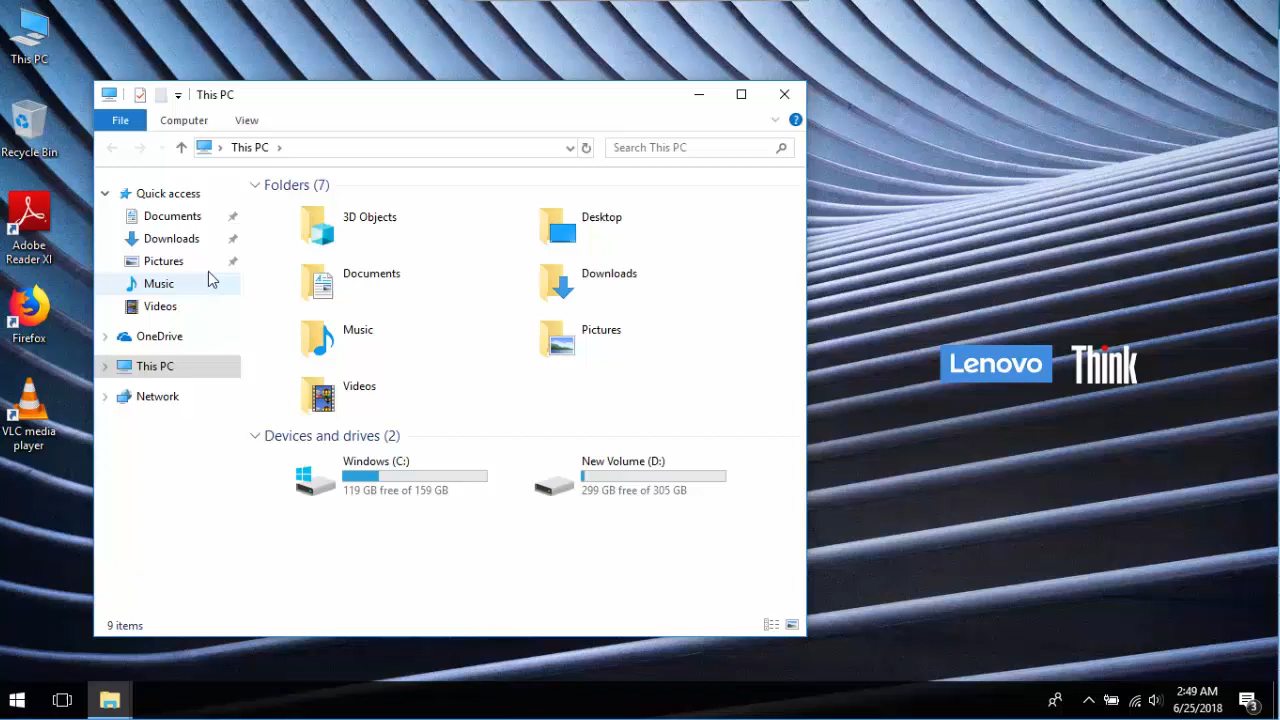 This PC
Recycle Bin
Adobe
Reader XI
Firefox
VLC media
player
This PC
File Computer View
This PC
Search This PC
Quick access
Documents
Downloads
Pictures
Music
Videos
OneDrive
This PC
Network
Folders (7)
3D Objects
Desktop
Documents
Downloads
Music
Pictures
Videos
Devices and drives (2)
Windows (C:)
119 GB free of 159 GB
New Volume (D:)
299 GB free of 305 GB
9 items
Lenovo Think
2:49 AM
6/25/2018
3